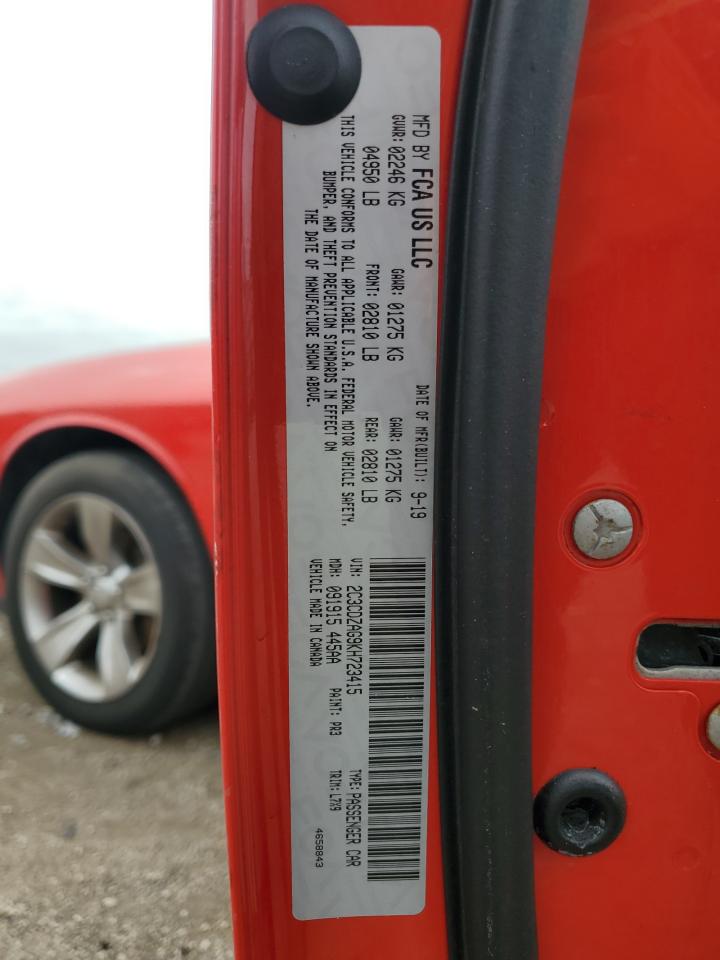 MFD BY FCA US LLC
DATE OF MFR(BUILT): 9-19
GVWR: 02246 KG
GAWR: 01275 KG
GAWR: 01275 KG
04950 LB
FRONT: 02810 LB
REAR: 02810 LB
THIS VEHICLE CONFORMS TO ALL APPLICABLE U.S.A. FEDERAL MOTOR VEHICLE SAFETY,
BUMPER, AND THEFT PREVENTION STANDARDS IN EFFECT ON
THE DATE OF MANUFACTURE SHOWN ABOVE.
VIN: 2C3CDZAG9KH723415
TYPE: PASSENGER CAR
MDH: 091915 445AA
PAINT: PR3
TRIM: L7X9
VEHICLE MADE IN CANADA
4658843